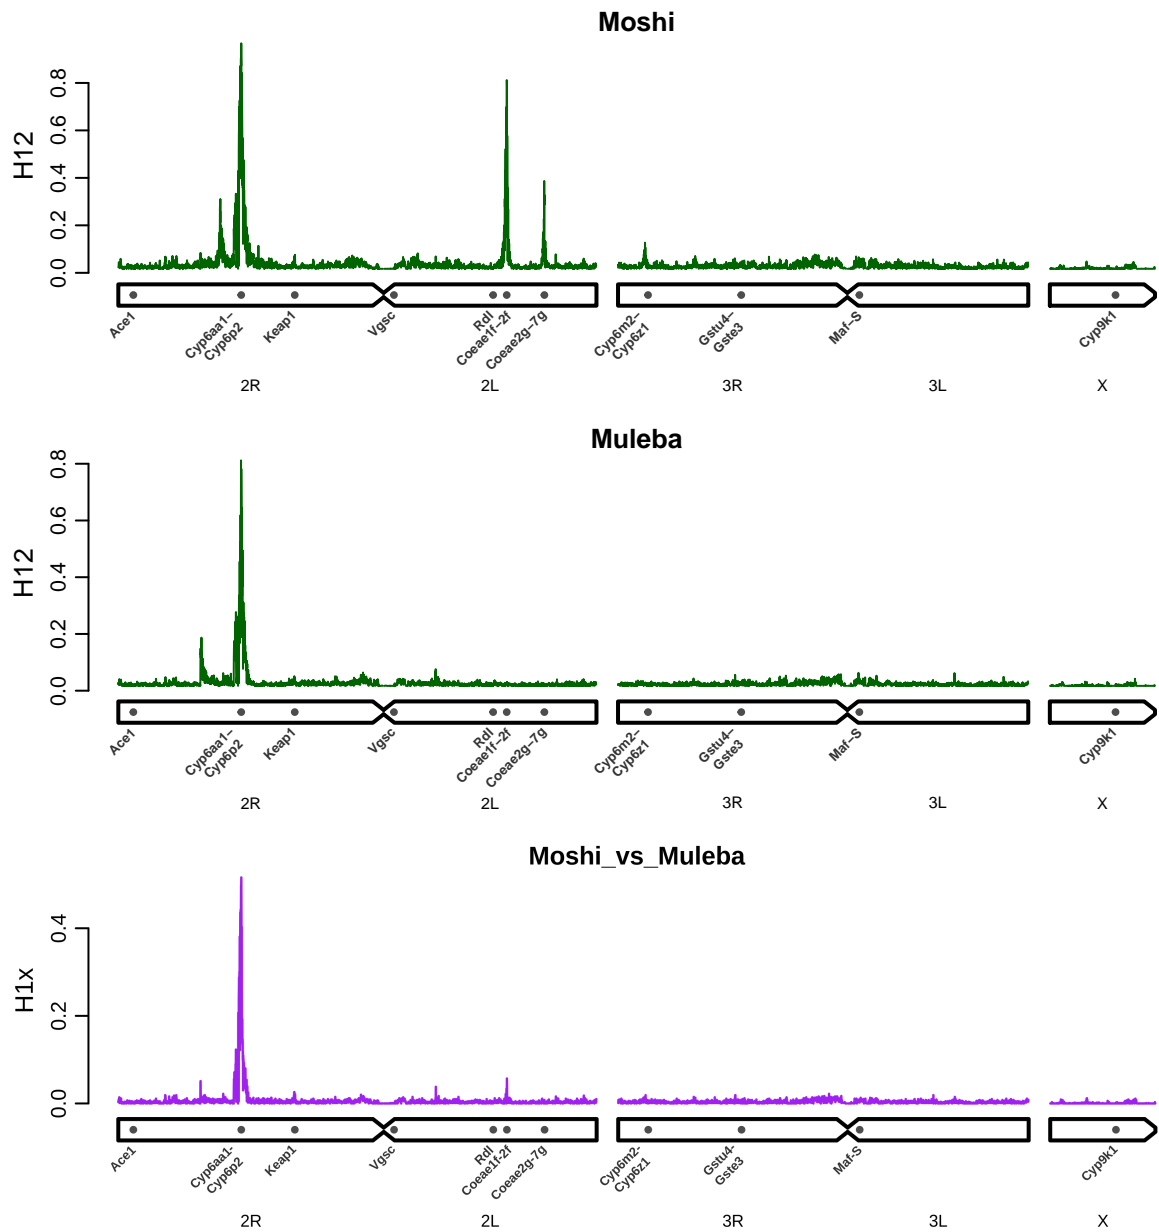 Moshi
H12
0.0 0.2 0.4 0.6 0.8
Ace1
Cyp6aa1–
Cyp6p2
Keap1
Vgsc
Rdl
Coeae1f–2f
Coeae2g–7g
Cyp6m2–
Cyp6z1
Gstu4–
Gste3
Maf–S
Cyp9k1
2R 2L 3R 3L X
Muleba
H12
0.0 0.2 0.4 0.6 0.8
Ace1
Cyp6aa1–
Cyp6p2
Keap1
Vgsc
Rdl
Coeae1f–2f
Coeae2g–7g
Cyp6m2–
Cyp6z1
Gstu4–
Gste3
Maf–S
Cyp9k1
2R 2L 3R 3L X
Moshi_vs_Muleba
H1x
0.0 0.2 0.4
Ace1
Cyp6aa1-
Cyp6p2
Keap1
Vgsc
Rdl
Coeae1f-2f
Coeae2g-7g
Cyp6m2-
Cyp6z1
Gstu4-
Gste3
Maf-S
Cyp9k1
2R 2L 3R 3L X